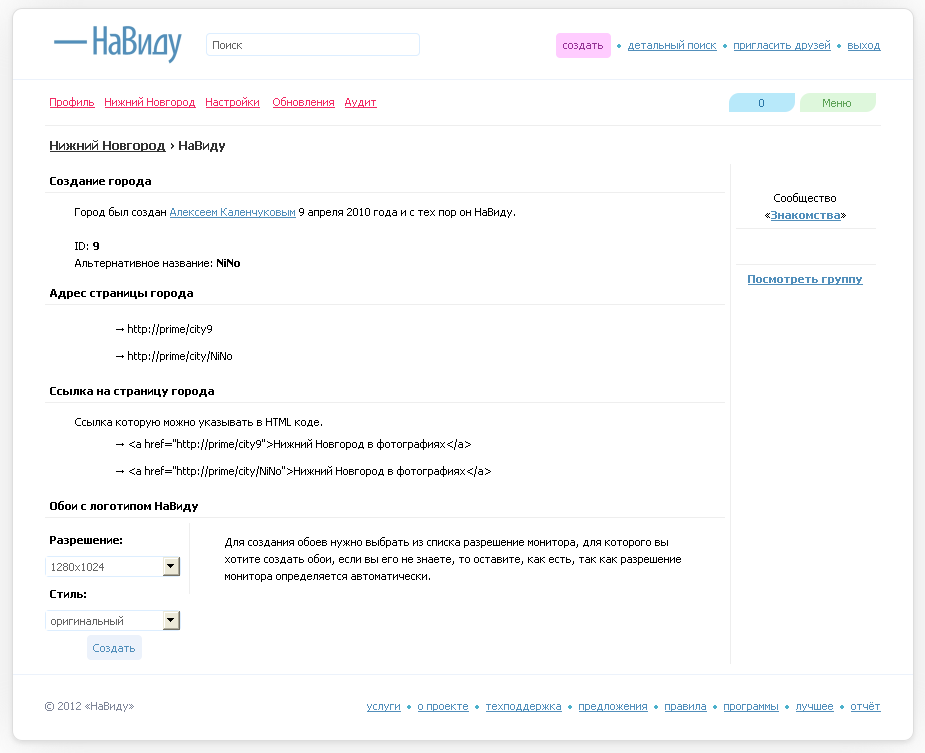 НаВиду
Поиск
создать • детальный поиск • пригласить друзей • выход
Профиль Нижний Новгород Настройки Обновления Аудит
0 Меню
Нижний Новгород › НаВиду
Создание города
Город был создан Алексеем Каленчуковым 9 апреля 2010 года и с тех пор он НаВиду.
ID: 9
Альтернативное название: NiNo
Адрес страницы города
→ http://prime/city9
→ http://prime/city/NiNo
Ссылка на страницу города
Ссылка которую можно указывать в HTML коде.
→ <a href="http://prime/city9">Нижний Новгород в фотографиях</a>
→ <a href="http://prime/city/NiNo">Нижний Новгород в фотографиях</a>
Обои с логотипом НаВиду
Разрешение:
1280x1024
Стиль:
оригинальный
Создать
Для создания обоев нужно выбрать из списка разрешение монитора, для которого вы
хотите создать обои, если вы его не знаете, то оставите, как есть, так как разрешение
монитора определяется автоматически.
Сообщество
«Знакомства»
Посмотреть группу
© 2012 «НаВиду»
услуги • о проекте • техподдержка • предложения • правила • программы • лучшее • отчёт